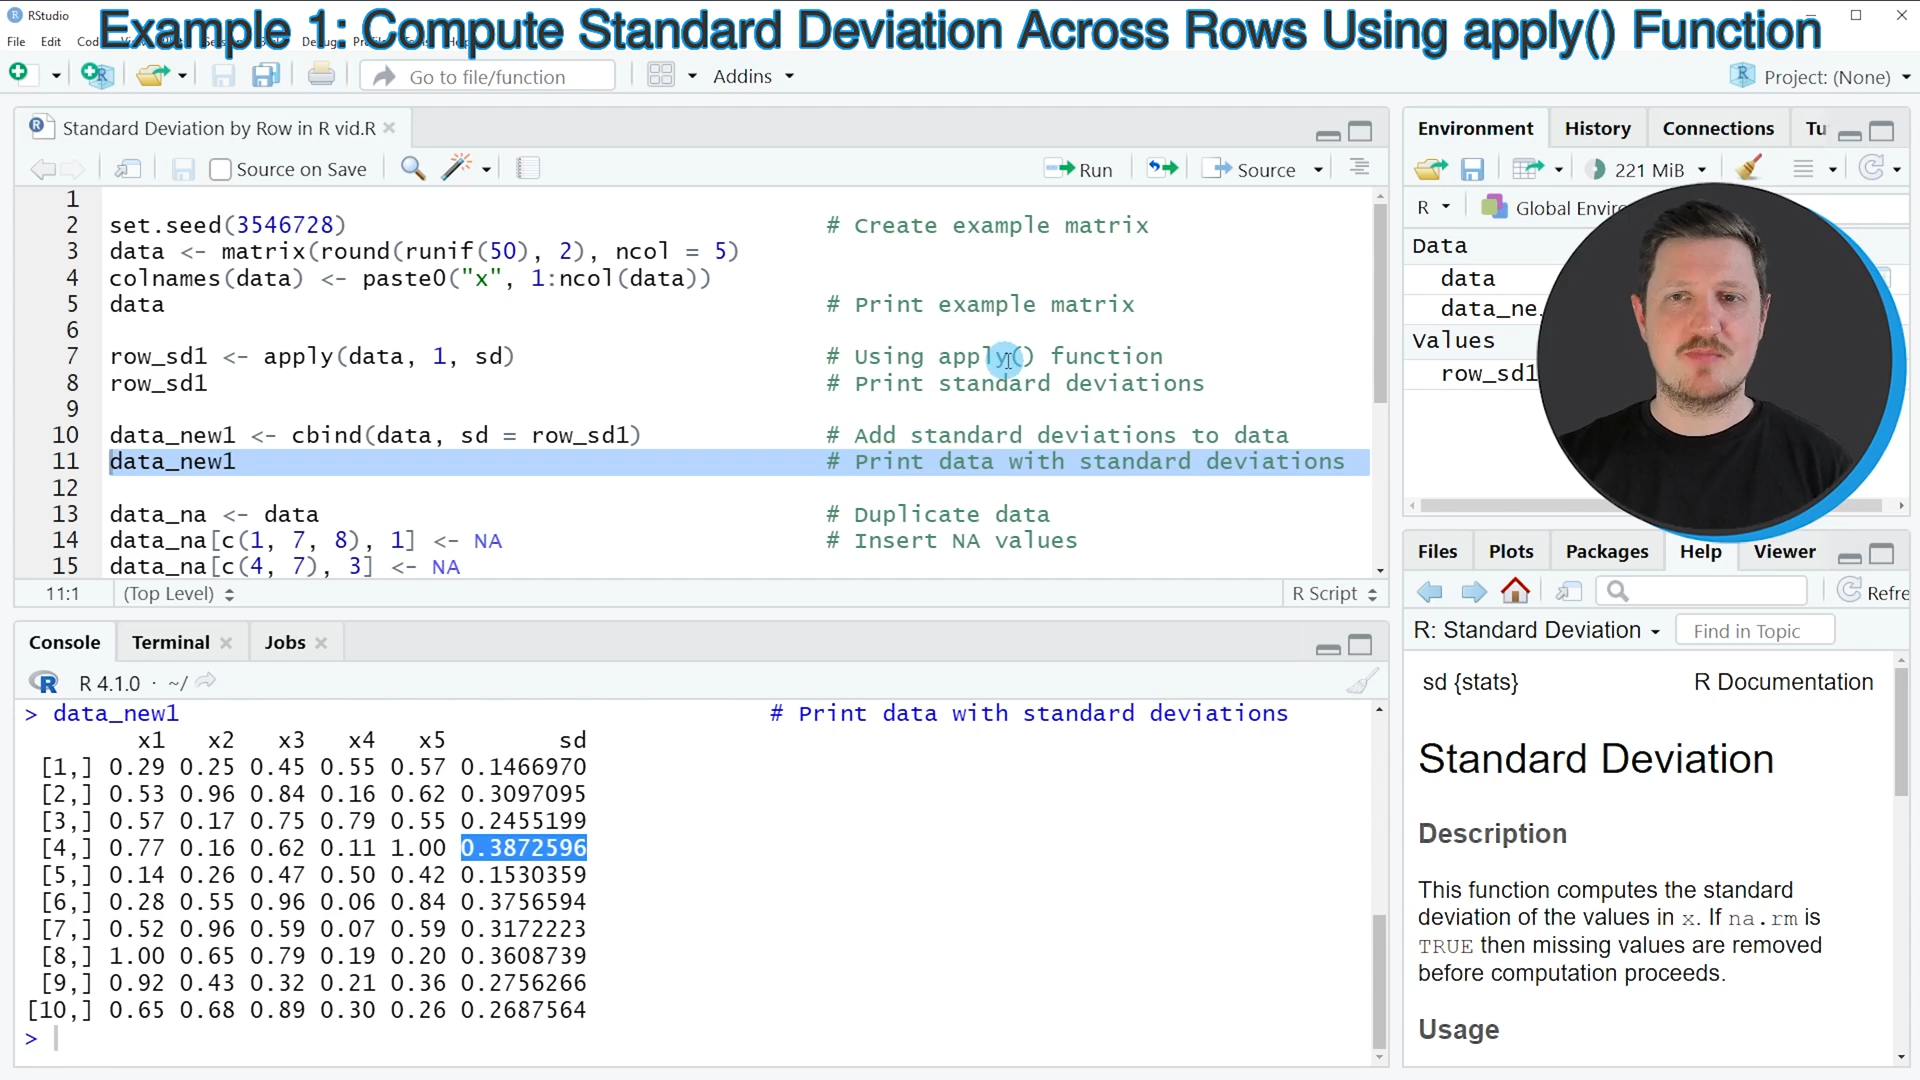 RStudio
Example 1: Compute Standard Deviation Across Rows Using apply() Function
File Edit
Go to file/function
Addins
Project: (None)
Standard Deviation by Row in R vid.R
Source on Save
Run
Source
1
2 set.seed(3546728) # Create example matrix
3 data <- matrix(round(runif(50), 2), ncol = 5)
4 colnames(data) <- paste0("x", 1:ncol(data))
5 data # Print example matrix
6
7 row_sd1 <- apply(data, 1, sd) # Using apply() function
8 row_sd1 # Print standard deviations
9
10 data_new1 <- cbind(data, sd = row_sd1) # Add standard deviations to data
11 data_new1 # Print data with standard deviations
12
13 data_na <- data # Duplicate data
14 data_na[c(1, 7, 8), 1] <- NA # Insert NA values
15 data_na[c(4, 7), 3] <- NA
11:1 (Top Level) R Script
Console Terminal Jobs
R 4.1.0 · ~/
> data_new1 # Print data with standard deviations
x1 x2 x3 x4 x5 sd
[1,] 0.29 0.25 0.45 0.55 0.57 0.1466970
[2,] 0.53 0.96 0.84 0.16 0.62 0.3097095
[3,] 0.57 0.17 0.75 0.79 0.55 0.2455199
[4,] 0.77 0.16 0.62 0.11 1.00 0.3872596
[5,] 0.14 0.26 0.47 0.50 0.42 0.1530359
[6,] 0.28 0.55 0.96 0.06 0.84 0.3756594
[7,] 0.52 0.96 0.59 0.07 0.59 0.3172223
[8,] 1.00 0.65 0.79 0.19 0.20 0.3608739
[9,] 0.92 0.43 0.32 0.21 0.36 0.2756266
[10,] 0.65 0.68 0.89 0.30 0.26 0.2687564
>
Environment History Connections Tu
221 MiB
R Global Enviro
Data
data
data_ne
Values
row_sd1
Files Plots Packages Help Viewer
Refre
R: Standard Deviation Find in Topic
sd {stats} R Documentation
Standard Deviation
Description
This function computes the standard
deviation of the values in x. If na.rm is
TRUE then missing values are removed
before computation proceeds.
Usage